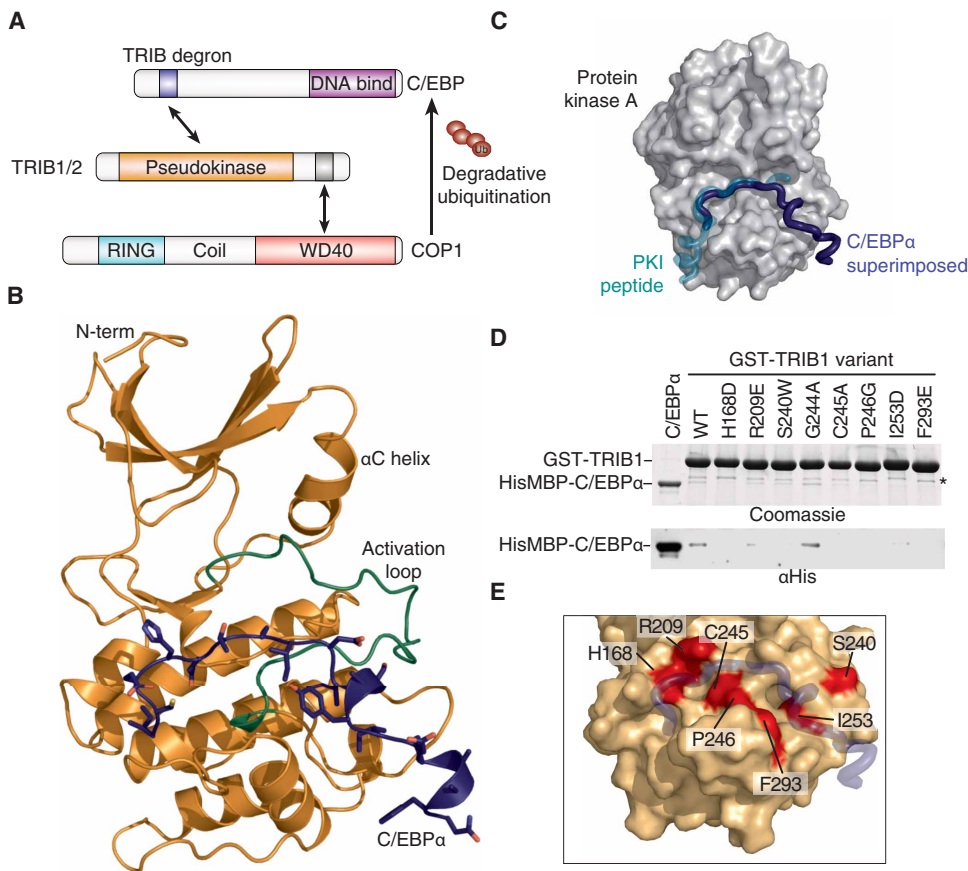 A
TRIB degron
DNA bind
C/EBP
TRIB1/2
Pseudokinase
Ub
Degradative
ubiquitination
RING
Coil
WD40
COP1
B
N-term
αC helix
Activation
loop
C/EBPα
C
Protein
kinase A
PKI
peptide
C/EBPα
superimposed
D
GST-TRIB1 variant
C/EBPα
WT
H168D
R209E
S240W
G244A
C245A
P246G
I253D
F293E
GST-TRIB1
HisMBP-C/EBPα
*
Coomassie
HisMBP-C/EBPα
αHis
E
R209
C245
H168
S240
I253
P246
F293